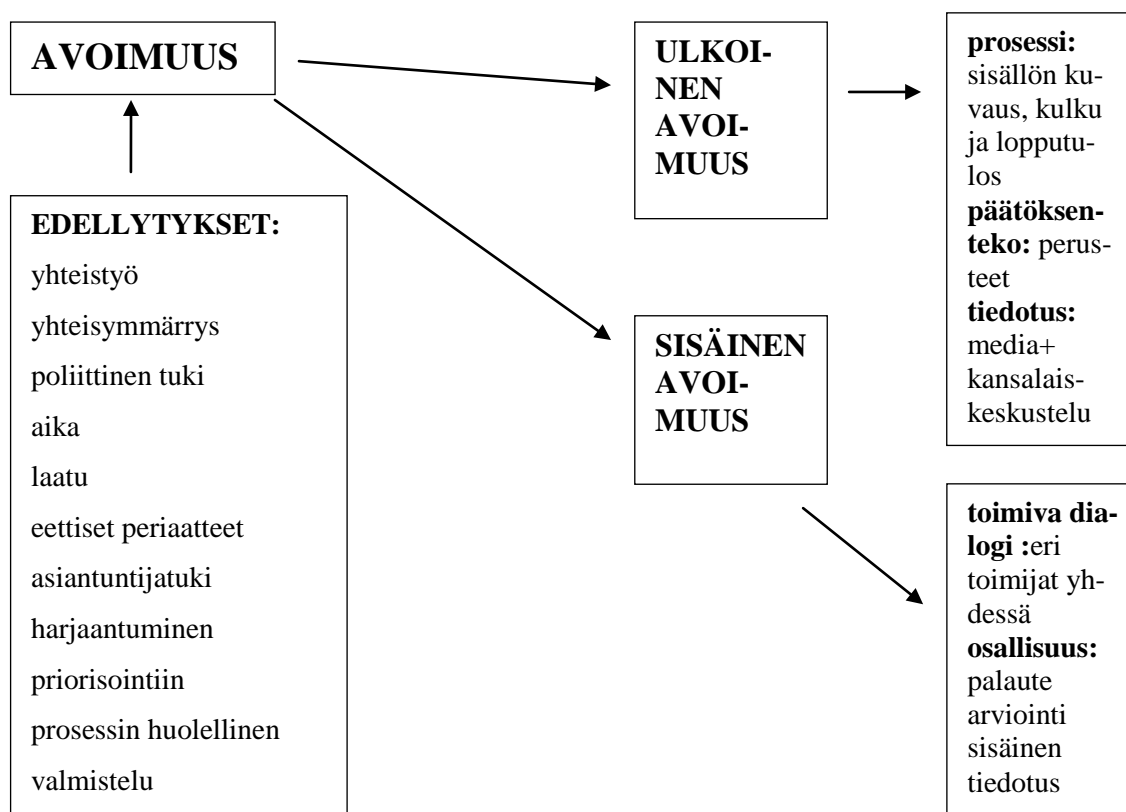 AVOIMUUS
EDELLYTYKSET:
yhteistyö
yhteisymmärrys
poliittinen tuki
aika
laatu
eettiset periaatteet
asiantuntijatuki
harjaantuminen
priorisointiin
prosessin huolellinen
valmistelu
ULKOI-
NEN
AVOI-
MUUS
SISÄINEN
AVOI-
MUUS
prosessi:
sisällön ku-
vaus, kulku
ja lopputu-
los
päätöksen-
teko: perus-
teet
tiedotus:
media+
kansalais-
keskustelu
toimiva dia-
logi :eri
toimijat yh-
dessä
osallisuus:
palaute
arviointi
sisäinen
tiedotus